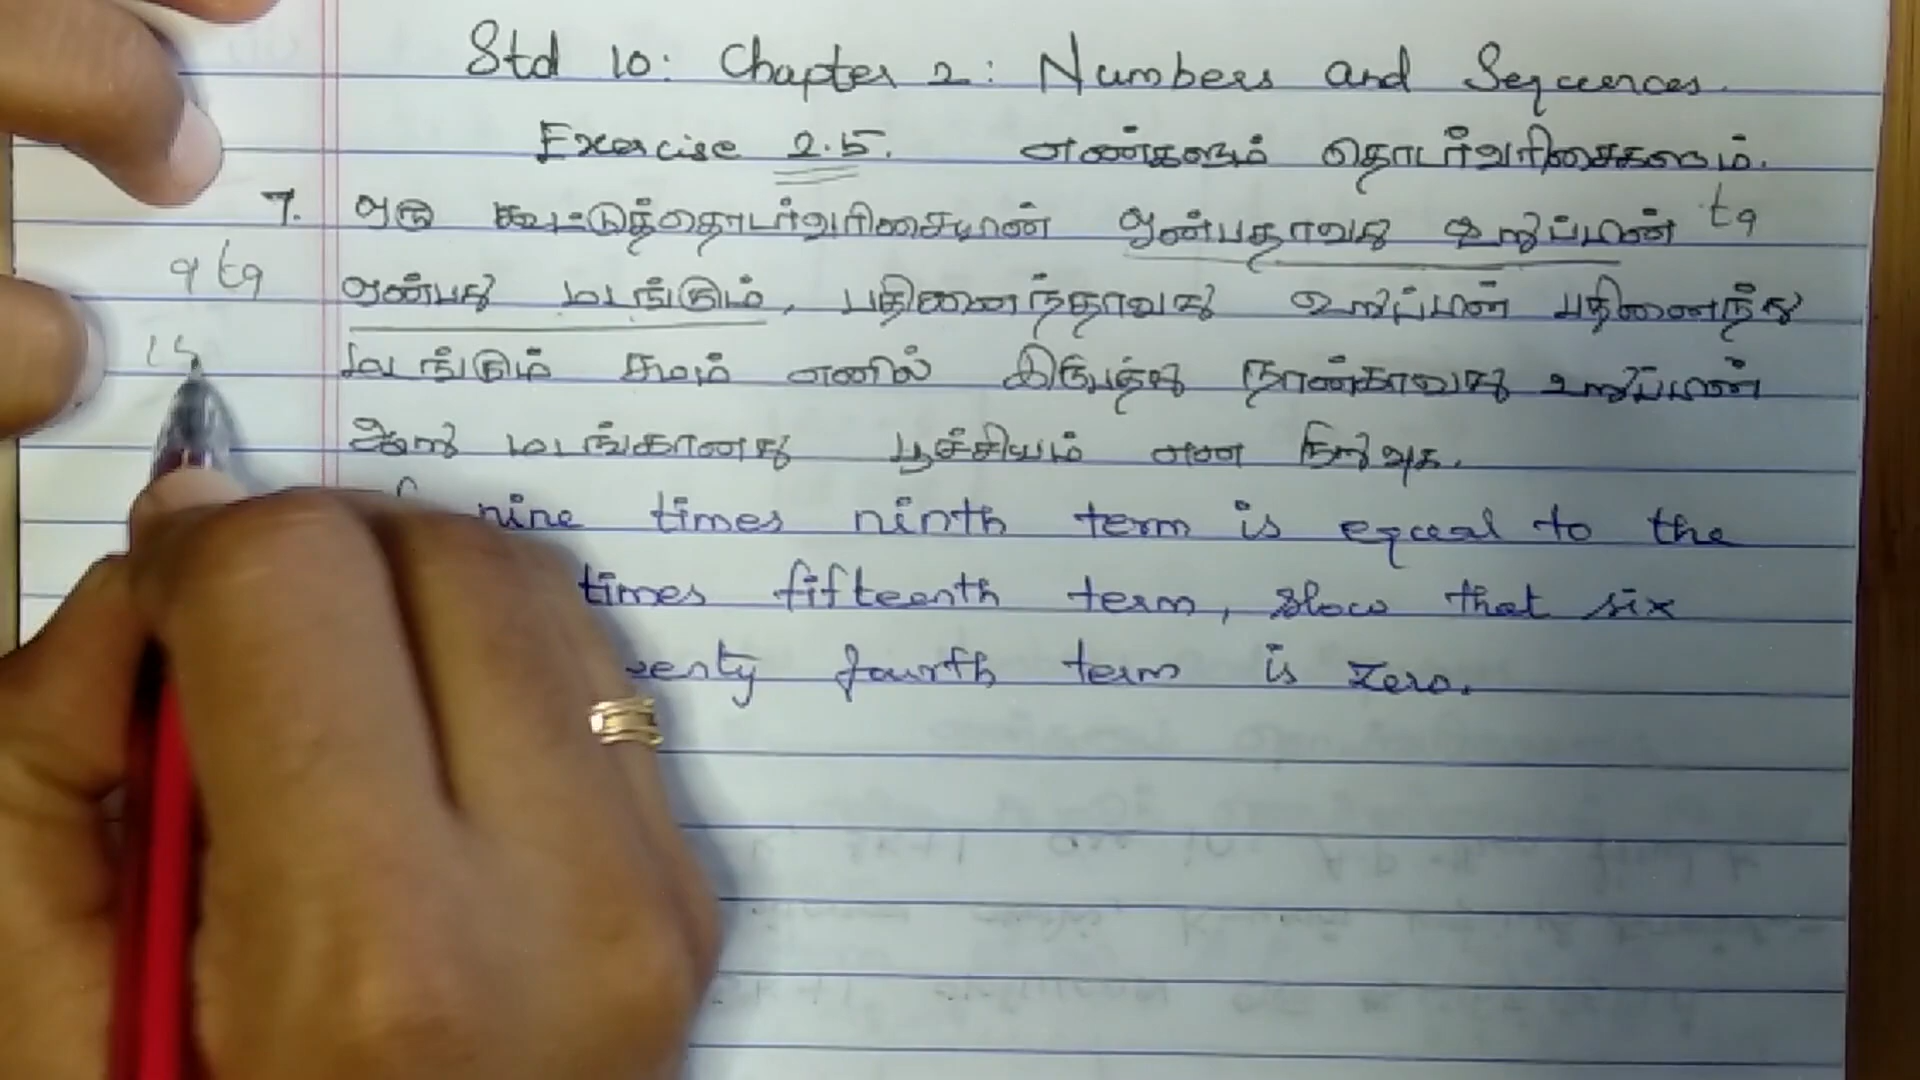 Std 10: Chapter 2: Numbers and Sequences.
Exercise 2.5. எண்களும் தொடர்வரிசைகளும்.
7. ஒரு கூட்டுத்தொடர்வரிசையின் ஒன்பதாவது உறுப்பின் t9
9 t9 ஒன்பது மடங்கும், பதினைந்தாவது உறுப்பின் பதினைந்து
15 மடங்கும் சமம் எனில் இருபத்து நான்காவது உறுப்பின்
ஆறு மடங்கானது பூச்சியம் என நிறுவுக.
nine times ninth term is equal to the
times fifteenth term, show that six
fourth term is zero.